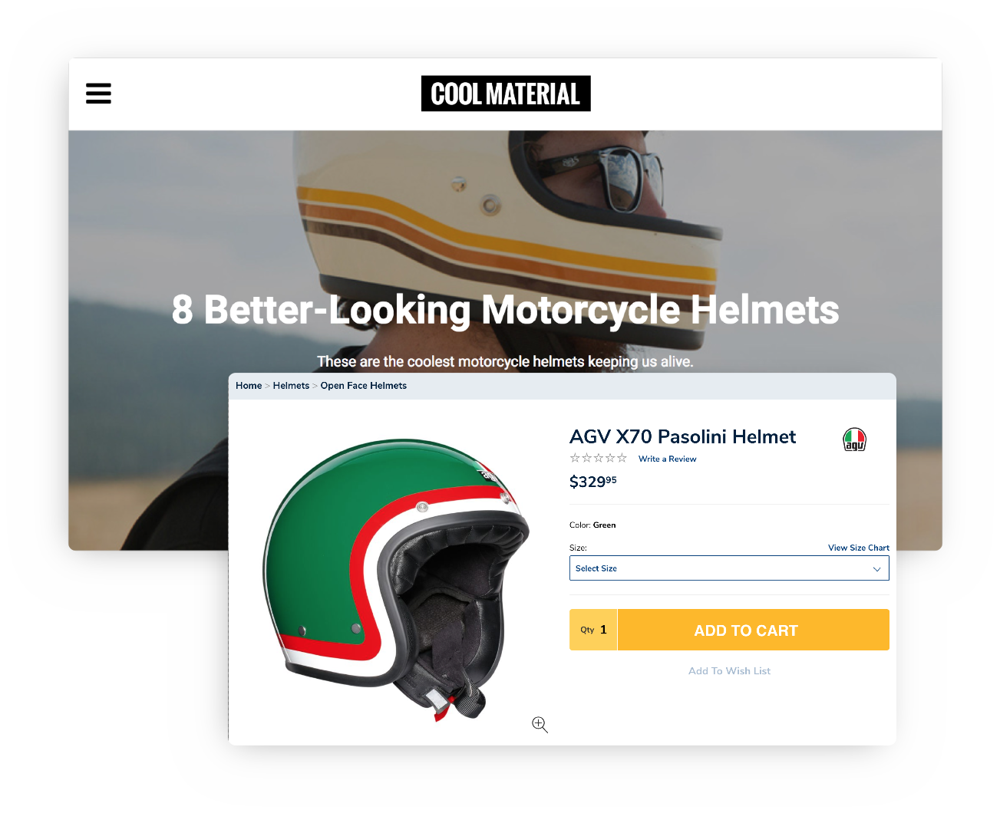 COOL MATERIAL
8 Better-Looking Motorcycle Helmets
These are the coolest motorcycle helmets keeping us alive.
Home > Helmets > Open Face Helmets
AGV X70 Pasolini Helmet
agv
Write a Review
$32995
Color: Green
Size:
View Size Chart
Select Size
Qty 1
ADD TO CART
Add To Wish List